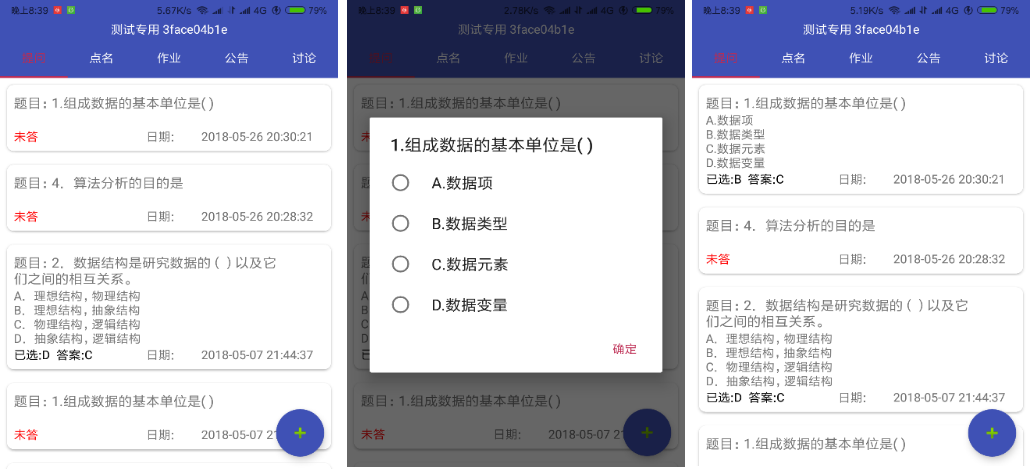 晚上8:39 5.67K/s 4G 79%
测试专用 3face04b1e
点名 作业 公告 讨论
题目: 1.组成数据的基本单位是( )
未答 日期: 2018-05-26 20:30:21
题目: 4. 算法分析的目的是
未答 日期: 2018-05-26 20:28:32
题目: 2. 数据结构是研究数据的 ( ) 以及它
们之间的相互关系。
A. 理想结构, 物理结构
B. 理想结构, 抽象结构
C. 物理结构, 逻辑结构
D. 抽象结构, 逻辑结构
已选:D 答案:C 日期: 2018-05-07 21:44:37
题目: 1.组成数据的基本单位是( )
未答 日期: 2018-05-07 21
+
晚上8:39 2.78K/s 4G 79%
测试专用 3face04b1e
点名 作业 公告 讨论
题目: 1.组成数据的基本单位是( )
1.组成数据的基本单位是( )
A.数据项
B.数据类型
C.数据元素
D.数据变量
确定
题目: 1.组成数据的基本单位是( )
未答 日期: 2018-05-07 21
+
晚上8:39 5.19K/s 4G 79%
测试专用 3face04b1e
点名 作业 公告 讨论
题目: 1.组成数据的基本单位是( )
A.数据项
B.数据类型
C.数据元素
D.数据变量
已选:B 答案:C 日期: 2018-05-26 20:30:21
题目: 4. 算法分析的目的是
未答 日期: 2018-05-26 20:28:32
题目: 2. 数据结构是研究数据的 ( ) 以及它
们之间的相互关系。
A. 理想结构, 物理结构
B. 理想结构, 抽象结构
C. 物理结构, 逻辑结构
D. 抽象结构, 逻辑结构
已选:D 答案:C 日期: 2018-05-07 21:44:37
题目: 1.组成数据的基本单位是( )
+